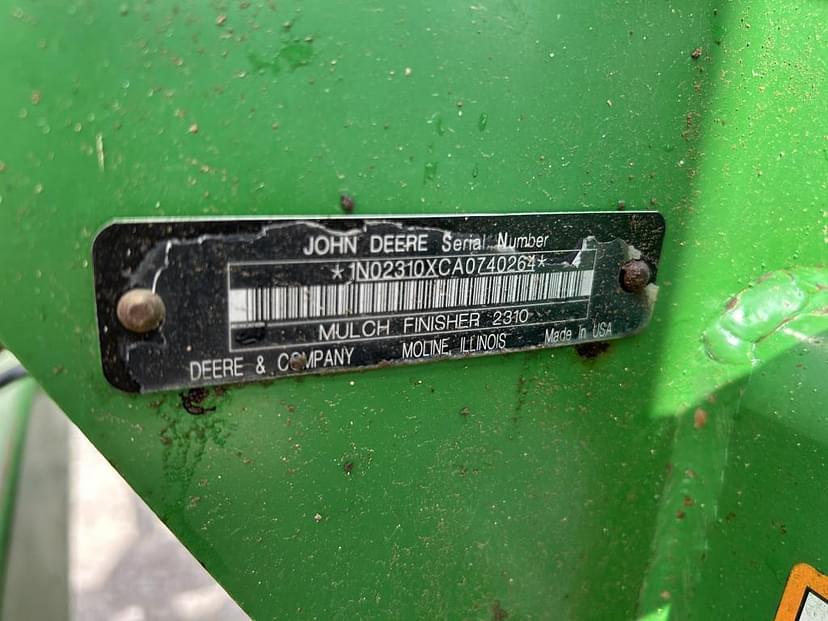 JOHN DEERE Serial Number
*1N02310XCA0740264*
MULCH FINISHER 2310
DEERE & COMPANY MOLINE, ILLINOIS Made in USA